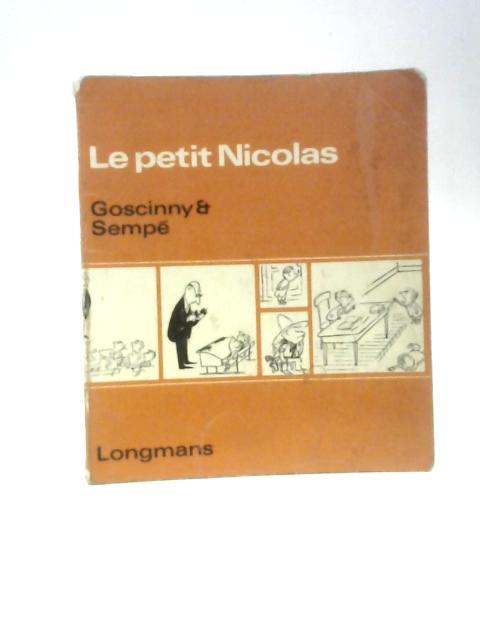 Le petit Nicolas
Goscinny &
Sempé
Longmans